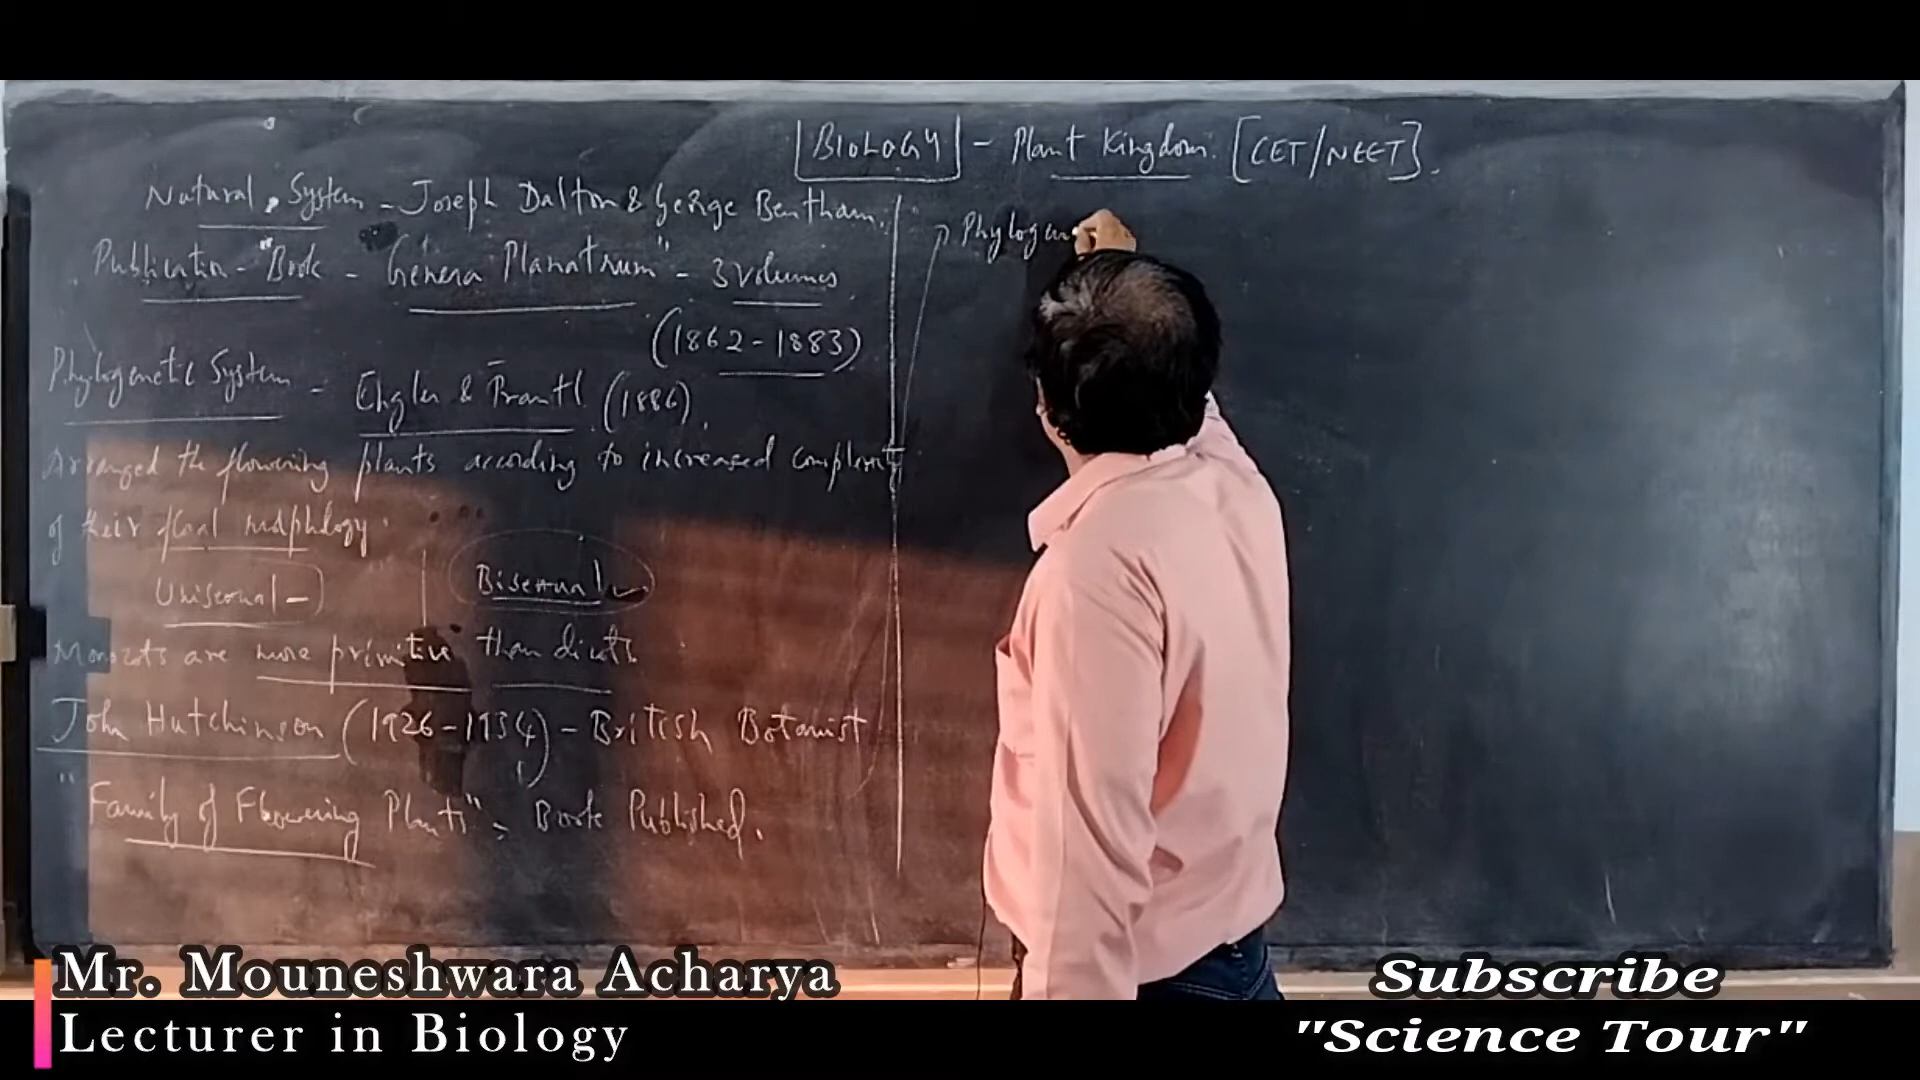 BIOLOGY - Plant Kingdom. [CET/NEET].
Natural System - Joseph Dalton & George Bentham.
Publication - "Book - Genera Planatrum" - 3 Volumes
(1862 - 1883)
Phylogenetic System - Engler & Prantl. (1886).
Arranged the flowering plants according to increased complexity
of their floral morphology.
Unisexual - Bisexual
Monocots are more primitive than dicots.
John Hutchinson (1926 - 1934) - British Botanist
"Family of Flowering Plants" - Book Published.
Phylogen
Mr. Mouneshwara Acharya
Lecturer in Biology
Subscribe
"Science Tour"